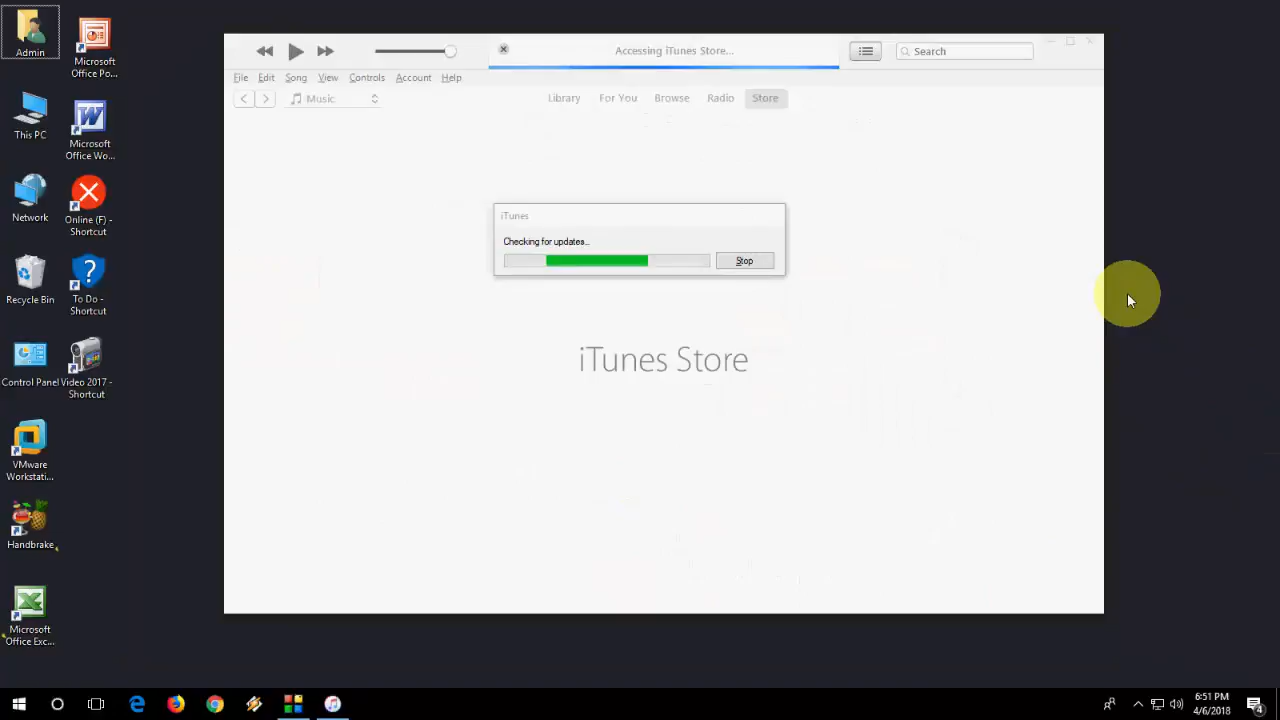 Admin
Microsoft
Office Po...
This PC
Microsoft
Office Wo...
Network
Online (F) -
Shortcut
Recycle Bin
To Do -
Shortcut
Control Panel
Video 2017 -
Shortcut
VMware
Workstati...
Handbrake
Microsoft
Office Exc...
Accessing iTunes Store...
Search
File Edit Song View Controls Account Help
Music
Library For You Browse Radio Store
iTunes
Checking for updates...
Stop
iTunes Store
6:51 PM
4/6/2018
4